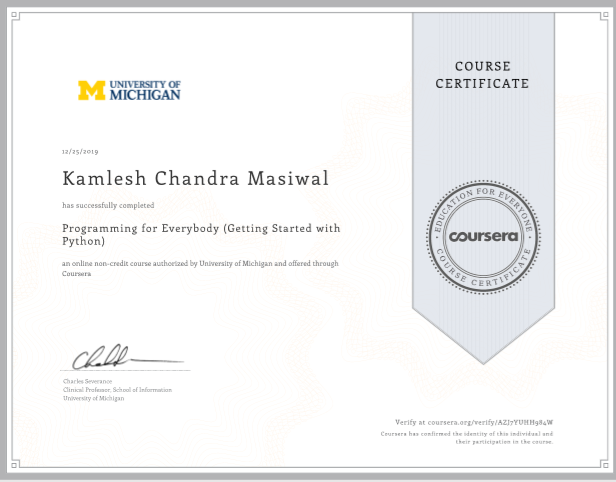 UNIVERSITY OF
MICHIGAN
COURSE
CERTIFICATE
12/25/2019
Kamlesh Chandra Masiwal
has successfully completed
Programming for Everybody (Getting Started with
Python)
an online non-credit course authorized by University of Michigan and offered through
Coursera
EDUCATION FOR EVERYONE
coursera
COURSE CERTIFICATE
Charles Severance
Clinical Professor, School of Information
University of Michigan
Verify at coursera.org/verify/AZJ7YUHH984W
Coursera has confirmed the identity of this individual and
their participation in the course.